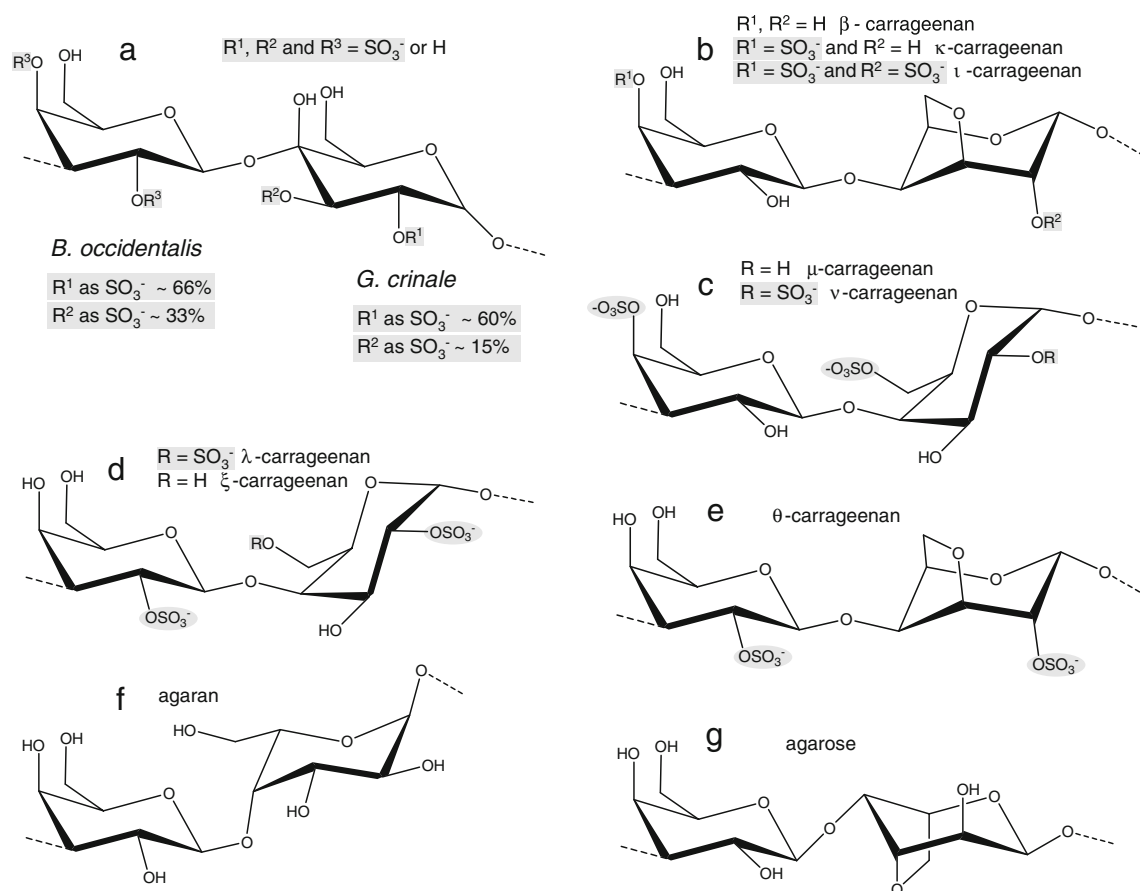 a
R¹, R² and R³ = SO₃⁻ or H
R³O
OH
O
O
OH
OH
O
OR³
R²O
OR¹
O
B. occidentalis
R¹ as SO₃⁻ ~ 66%
R² as SO₃⁻ ~ 33%
G. crinale
R¹ as SO₃⁻ ~ 60%
R² as SO₃⁻ ~ 15%
b
R¹, R² = H β - carrageenan
R¹ = SO₃⁻ and R² = H κ-carrageenan
R¹ = SO₃⁻ and R² = SO₃⁻ ι -carrageenan
R¹O
OH
O
OH
O
O
O
O
OR²
c
R = H μ-carrageenan
R = SO₃⁻ ν-carrageenan
-O₃SO
OH
O
OH
O
-O₃SO
O
O
OR
HO
d
R = SO₃⁻ λ-carrageenan
R = H ξ-carrageenan
HO
OH
O
OSO₃⁻
O
RO
O
O
OSO₃⁻
HO
e
θ-carrageenan
HO
OH
O
OSO₃⁻
O
O
O
O
OSO₃⁻
f
agaran
HO
OH
O
OH
O
HO
O
O
HO
OH
g
agarose
HO
OH
O
OH
O
OH
O
O
O